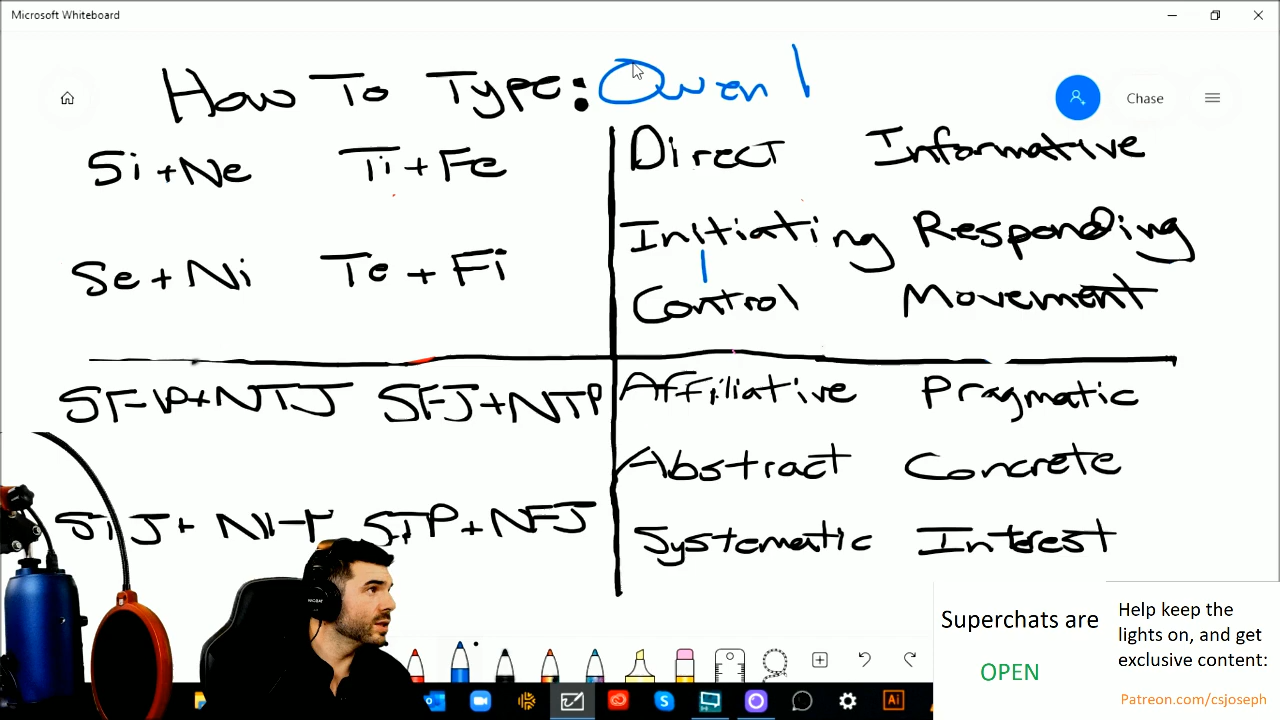 Microsoft Whiteboard
How To Type: Owen
Chase
Si + Ne Ti + Fe
Direct Informative
Initiating Responding
Se + Ni Te + Fi
Control Movement
SFP + NTJ SFJ + NTP
Affiliative Pragmatic
Abstract Concrete
STJ + NFP STP + NFJ
Systematic Interest
Superchats are
OPEN
Help keep the
lights on, and get
exclusive content:
Patreon.com/csjoseph